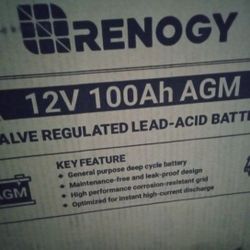 RENOGY
12V 100Ah AGM
VALVE REGULATED LEAD-ACID BATT
KEY FEATURE
• General purpose deep cycle battery
• Maintenance-free and leak-proof design
• High performance corrosion-resistant grid
• Optimized for instant high-current discharge
AGM